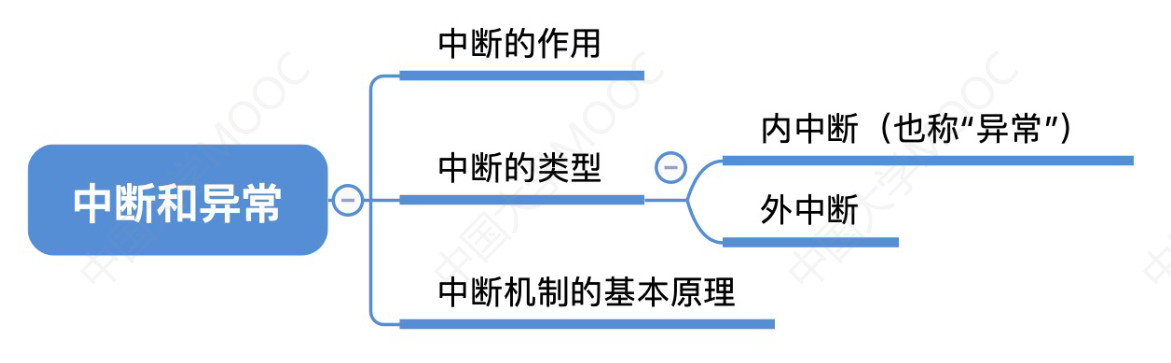 中断的作用
内中断（也称“异常”）
中断的类型
中断和异常
外中断
中断机制的基本原理
中国大学MOOC
中国大学MOOC
中国大学MOOC